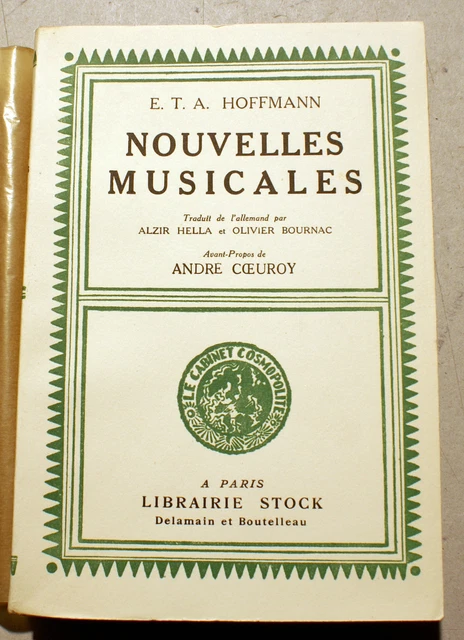 E. T. A. HOFFMANN
NOUVELLES
MUSICALES
Traduit de l'allemand par
ALZIR HELLA et OLIVIER BOURNAC
Avant-Propos de
ANDRE CŒUROY
LE CABINET COSMOPOLITE
A PARIS
LIBRAIRIE STOCK
Delamain et Boutelleau